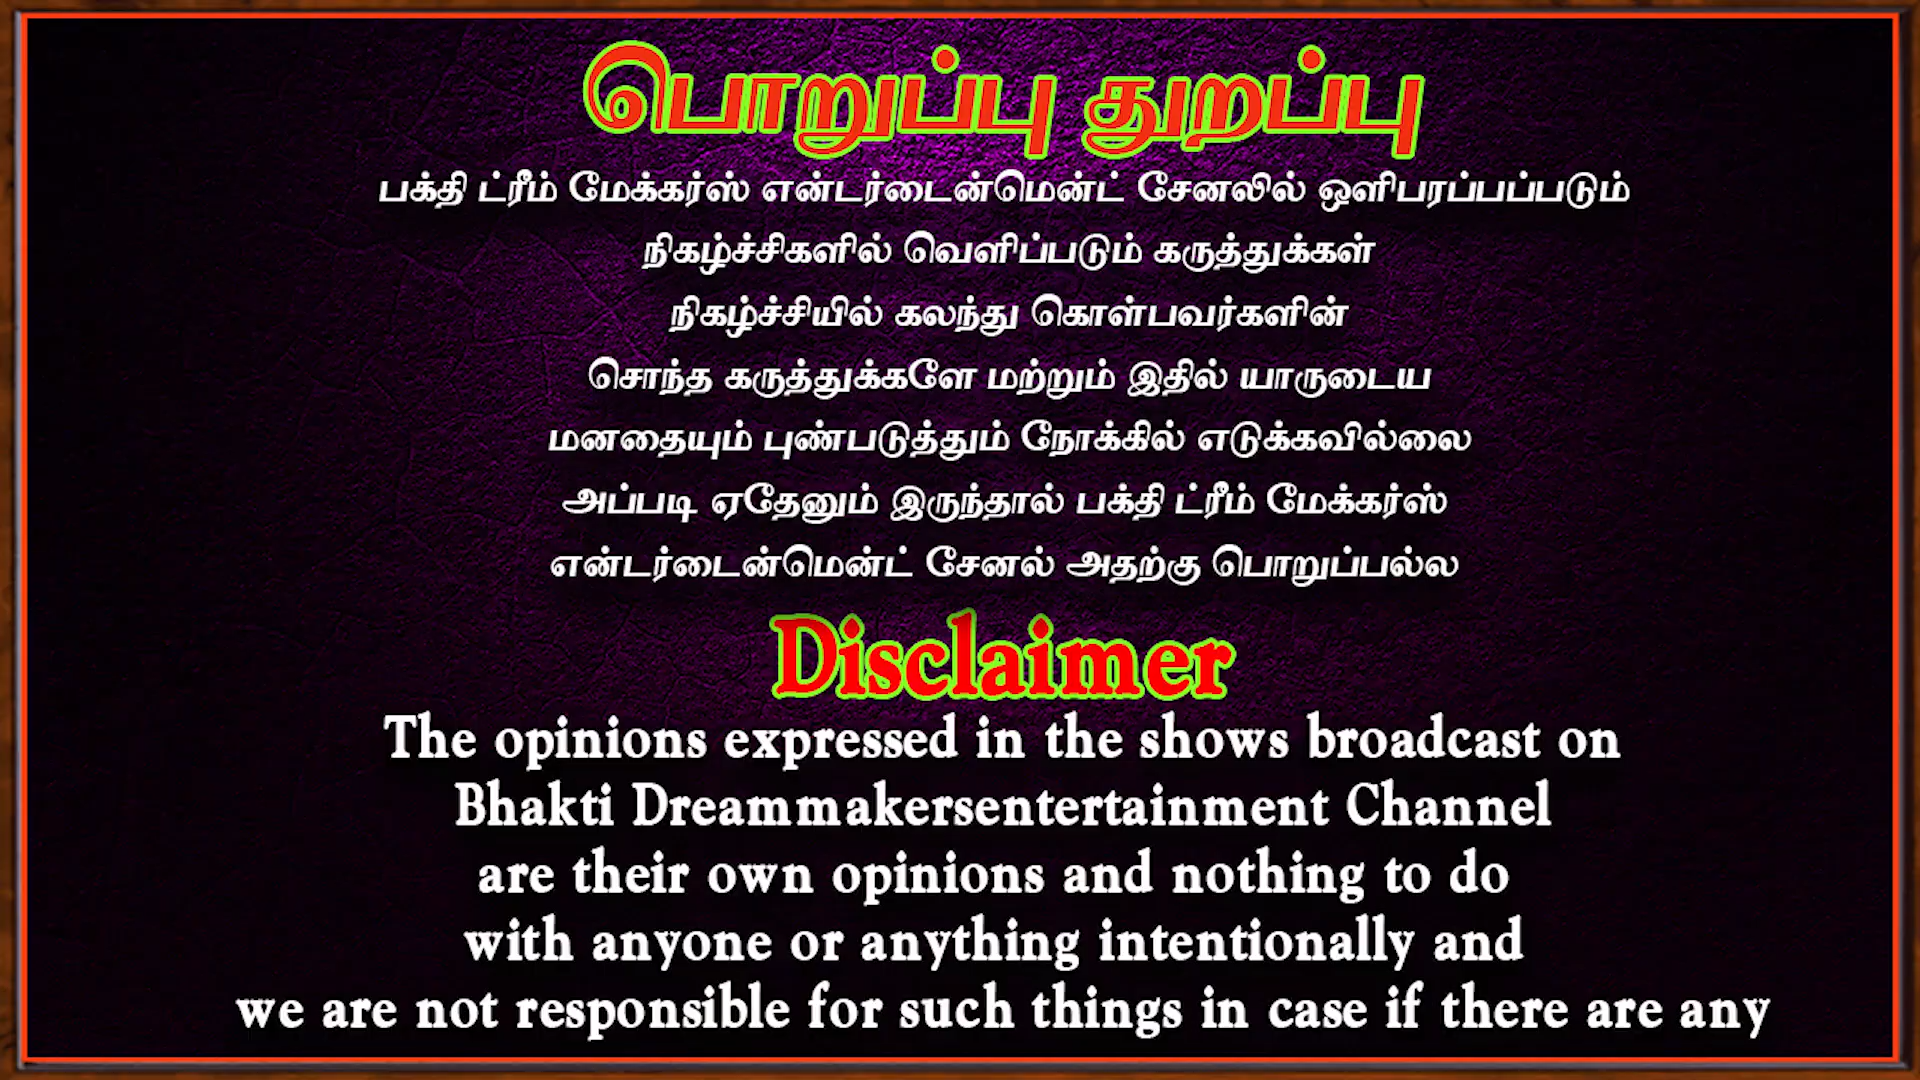 பொறுப்பு துறப்பு
பக்தி ட்ரீம் மேக்கர்ஸ் என்டர்டைன்மென்ட் சேனலில் ஒளிபரப்பப்படும்
நிகழ்ச்சிகளில் வெளிப்படும் கருத்துக்கள்
நிகழ்ச்சியில் கலந்து கொள்பவர்களின்
சொந்த கருத்துக்களே மற்றும் இதில் யாருடைய
மனதையும் புண்படுத்தும் நோக்கில் எடுக்கவில்லை
அப்படி ஏதேனும் இருந்தால் பக்தி ட்ரீம் மேக்கர்ஸ்
என்டர்டைன்மென்ட் சேனல் அதற்கு பொறுப்பல்ல
Disclaimer
The opinions expressed in the shows broadcast on
Bhakti Dreammakersentertainment Channel
are their own opinions and nothing to do
with anyone or anything intentionally and
we are not responsible for such things in case if there are any